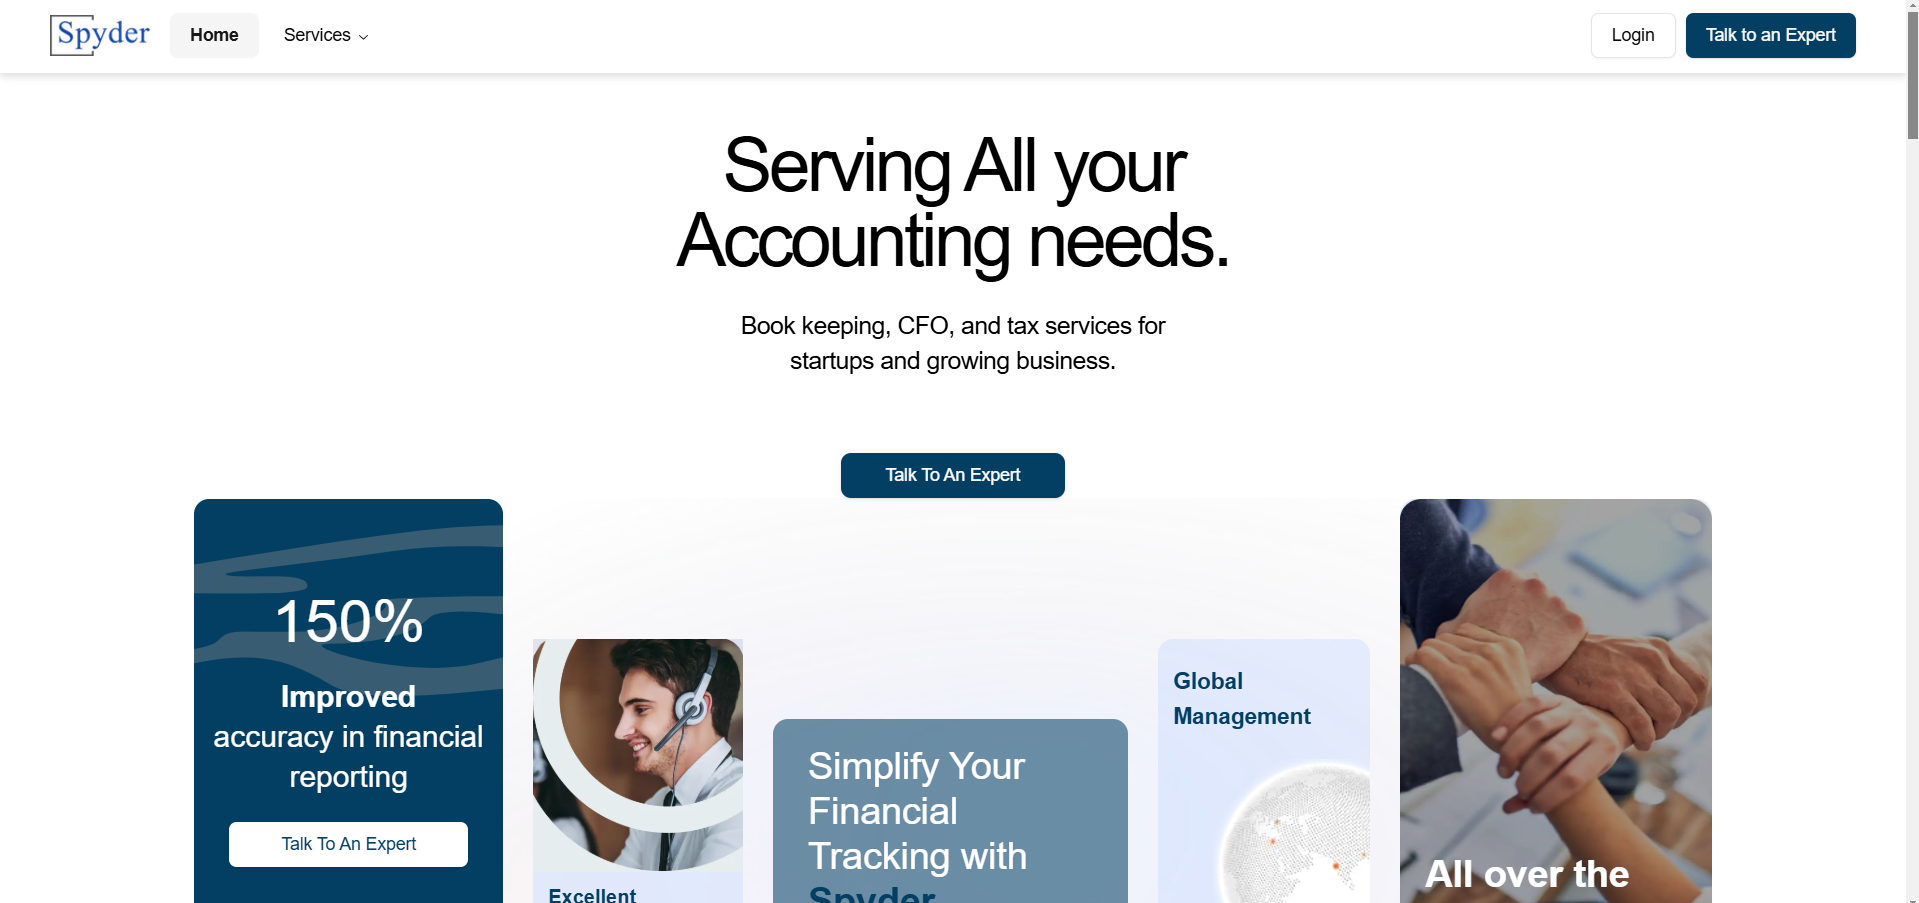 Spyder
Home
Services
Login
Talk to an Expert
Serving All your
Accounting needs.
Book keeping, CFO, and tax services for
startups and growing business.
Talk To An Expert
150%
Improved
accuracy in financial
reporting
Talk To An Expert
Excellent
Simplify Your
Financial
Tracking with
Spyder
Global
Management
All over the